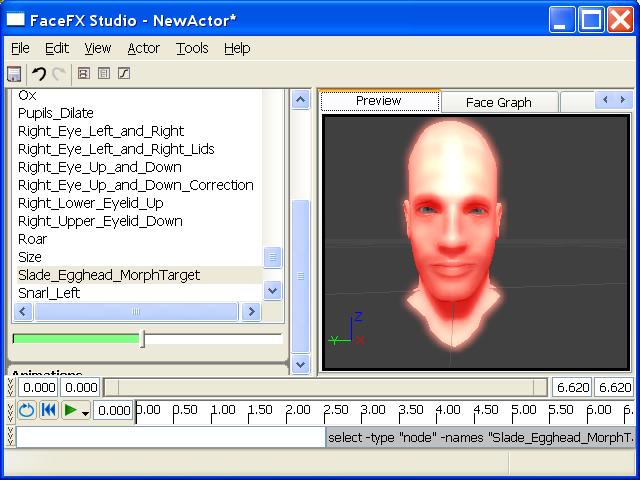 FaceFX Studio - NewActor*
File Edit View Actor Tools Help
Ox
Pupils_Dilate
Right_Eye_Left_and_Right
Right_Eye_Left_and_Right_Lids
Right_Eye_Up_and_Down
Right_Eye_Up_and_Down_Correction
Right_Lower_Eyelid_Up
Right_Upper_Eyelid_Down
Roar
Size
Slade_Egghead_MorphTarget
Snarl_Left
Animations
Preview Face Graph
Z
Y X
0.000 0.000 6.620 6.620
0.000 0.00 0.50 1.00 1.50 2.00 2.50 3.00 3.50 4.00 4.50 5.00 5.50 6.00 6.
select -type "node" -names "Slade_Egghead_MorphT